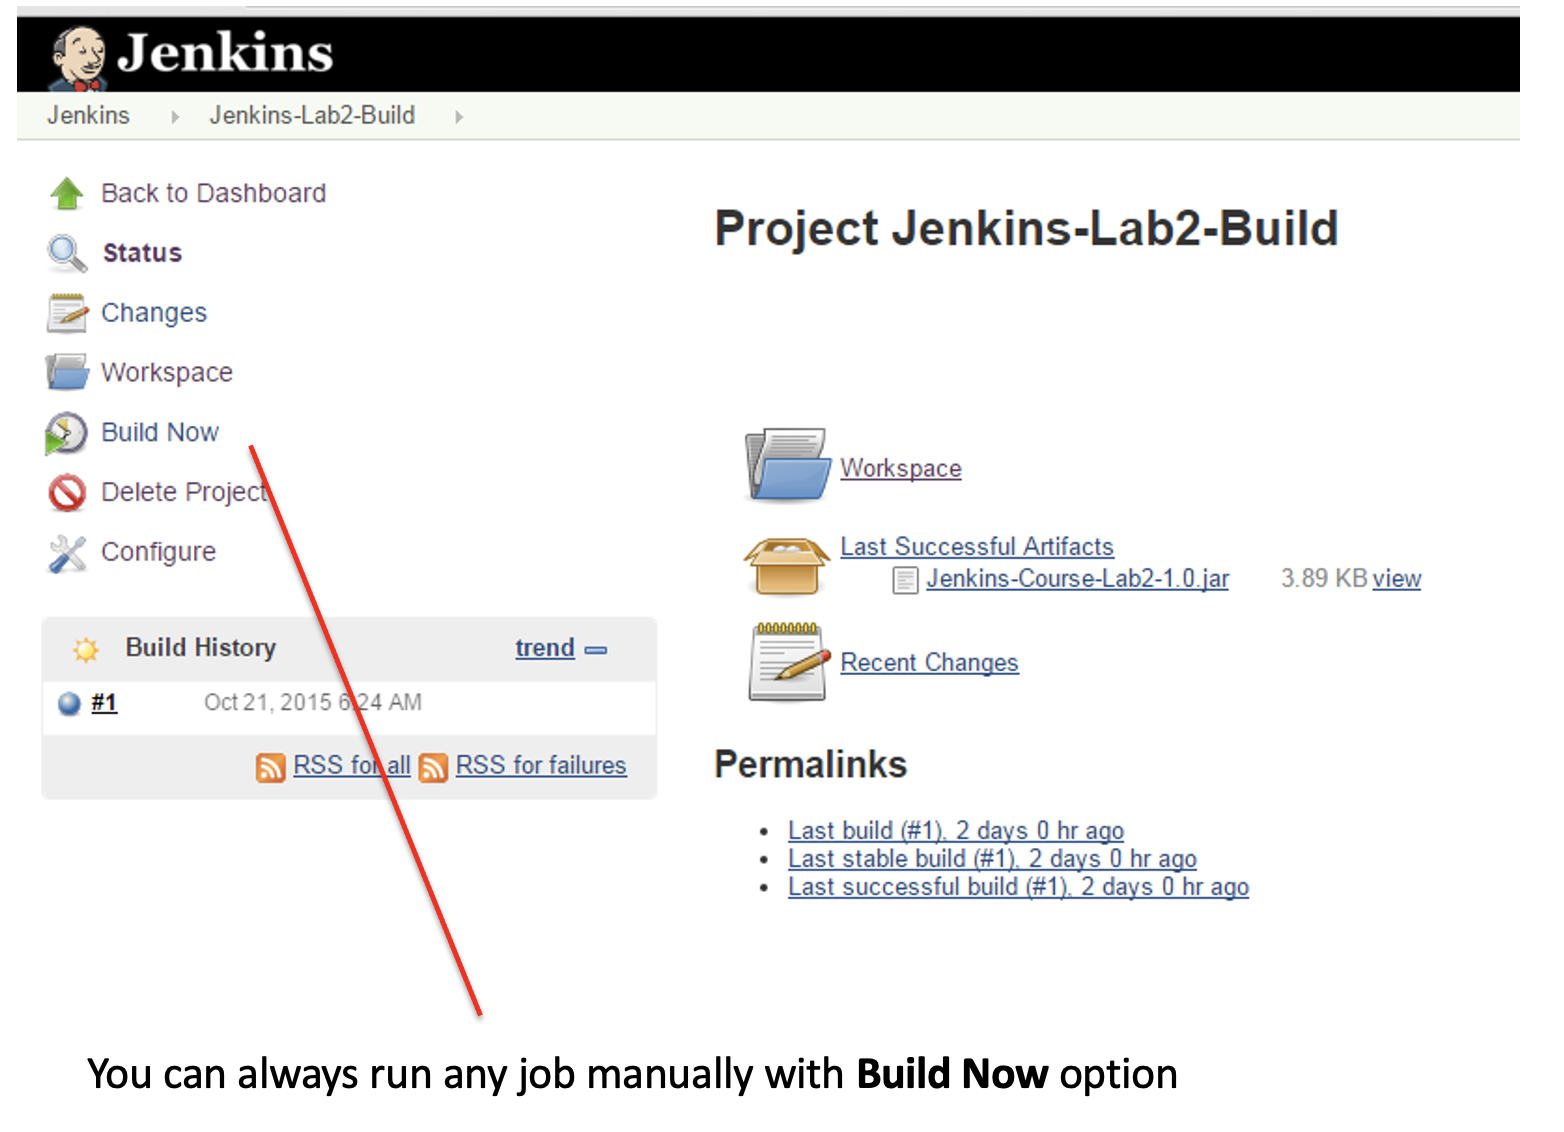 Jenkins
Jenkins Jenkins-Lab2-Build
Back to Dashboard
Status
Changes
Workspace
Build Now
Delete Project
Configure
Build History trend
#1 Oct 21, 2015 6:24 AM
RSS for all RSS for failures
Project Jenkins-Lab2-Build
Workspace
Last Successful Artifacts
Jenkins-Course-Lab2-1.0.jar 3.89 KB view
Recent Changes
Permalinks
Last build (#1), 2 days 0 hr ago
Last stable build (#1), 2 days 0 hr ago
Last successful build (#1), 2 days 0 hr ago
You can always run any job manually with Build Now option